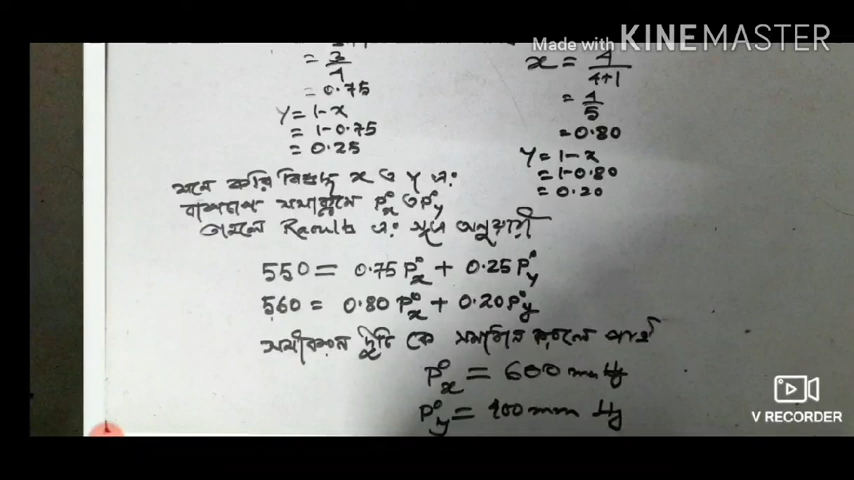 Made with KINEMASTER
= 3/4
= 0.75
Y = 1 - x
= 1 - 0.75
= 0.25
x = 4/(4+1)
= 4/5
= 0.80
Y = 1 - x
= 1 - 0.80
= 0.20
মনে করি বিশুদ্ধ x ও Y এর
বাষ্পচাপ যথাক্রমে P°x ও P°y
তাহলে Raoults এর সূত্র অনুযায়ী
550 = 0.75 P°x + 0.25 P°y
560 = 0.80 P°x + 0.20 P°y
সমীকরণ দুটি কে সমাধান করলে পাই
P°x = 600 mm Hg
P°y = 400 mm Hg
V RECORDER